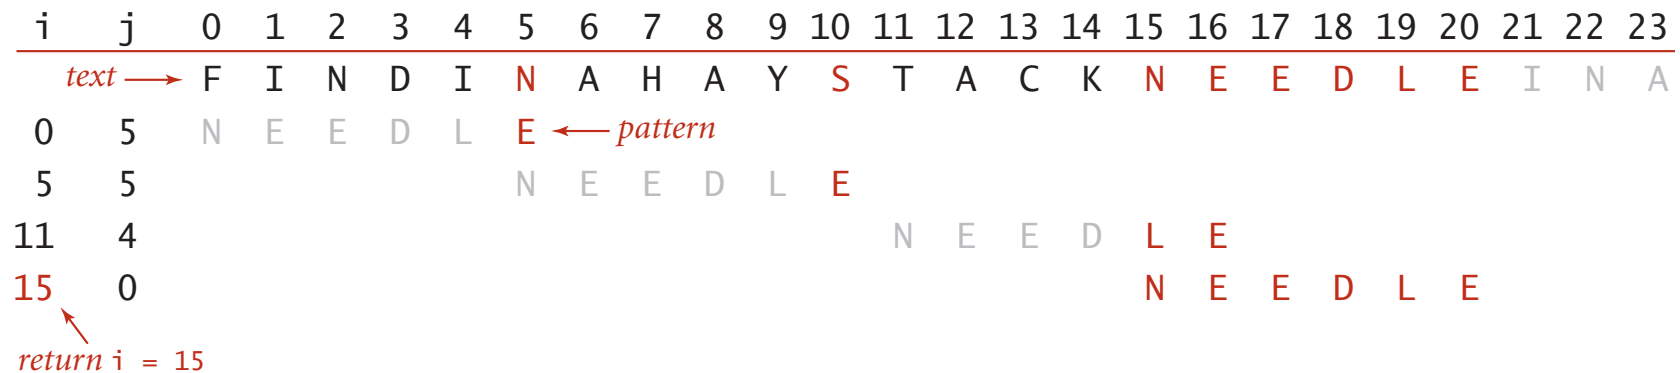 i j 0 1 2 3 4 5 6 7 8 9 10 11 12 13 14 15 16 17 18 19 20 21 22 23
text F I N D I N A H A Y S T A C K N E E D L E I N A
0 5 N E E D L E pattern
5 5 N E E D L E
11 4 N E E D L E
15 0 N E E D L E
return i = 15